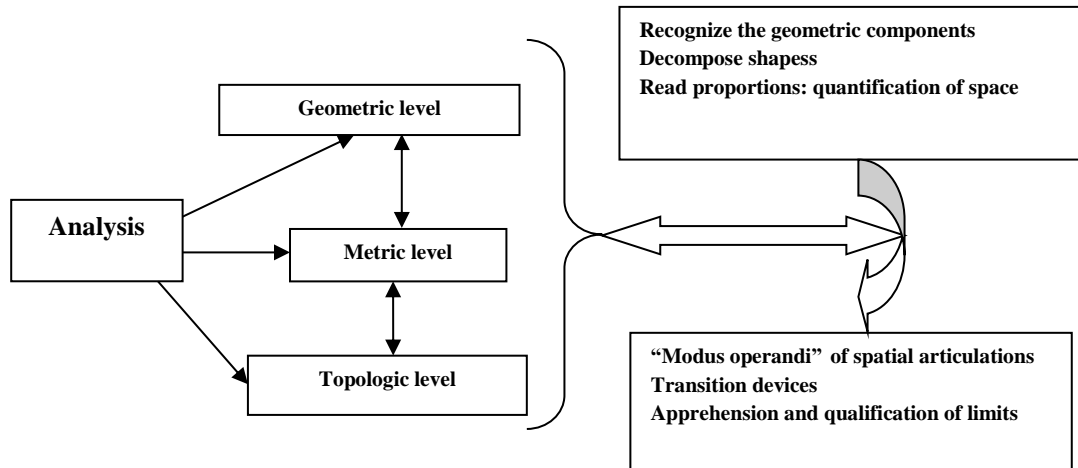 Recognize the geometric components
Decompose shapess
Read proportions: quantification of space
Geometric level
Analysis
Metric level
Topologic level
“Modus operandi” of spatial articulations
Transition devices
Apprehension and qualification of limits